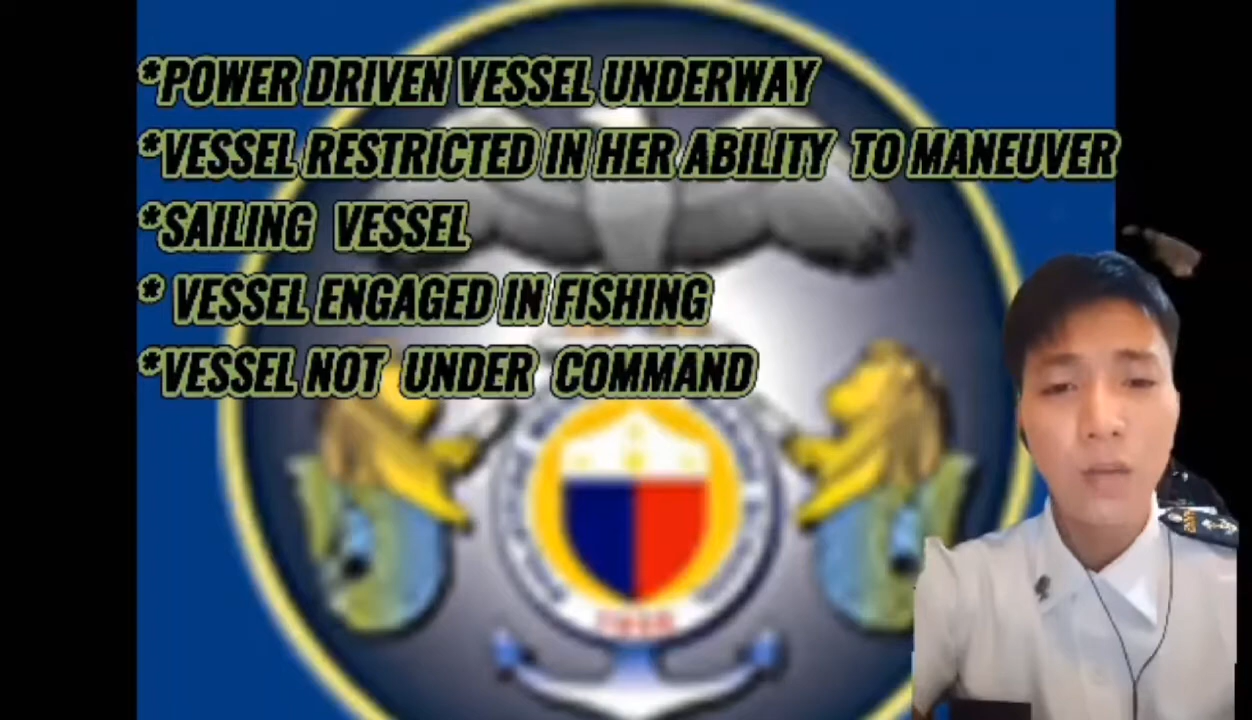 *POWER DRIVEN VESSEL UNDERWAY
*VESSEL RESTRICTED IN HER ABILITY TO MANEUVER
*SAILING VESSEL
* VESSEL ENGAGED IN FISHING
*VESSEL NOT UNDER COMMAND